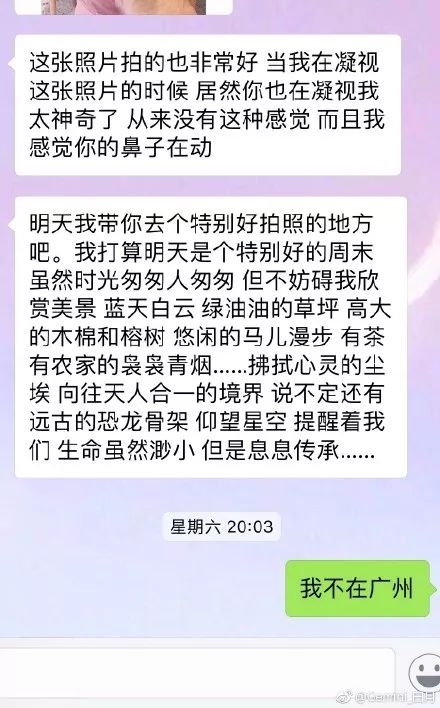 这张照片拍的也非常好 当我在凝视
这张照片的时候 居然你也在凝视我
太神奇了 从来没有这种感觉 而且我
感觉你的鼻子在动
明天我带你去个特别好拍照的地方
吧。我打算明天是个特别好的周末
虽然时光匆匆人匆匆 但不妨碍我欣
赏美景 蓝天白云 绿油油的草坪 高大
的木棉和榕树 悠闲的马儿漫步 有茶
有农家的袅袅青烟......拂拭心灵的尘
埃 向往天人合一的境界 说不定还有
远古的恐龙骨架 仰望星空 提醒着我
们 生命虽然渺小 但是息息传承......
星期六 20:03
我不在广州